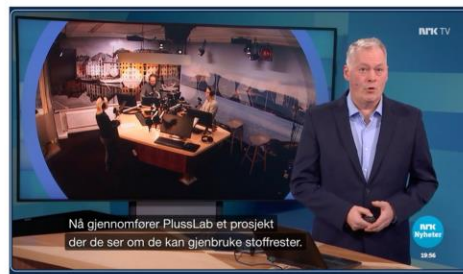 NRK TV
Nå gjennomfører PlussLab et prosjekt
der de ser om de kan gjenbruke stoffrester.
NRK
Nyheter
19:56